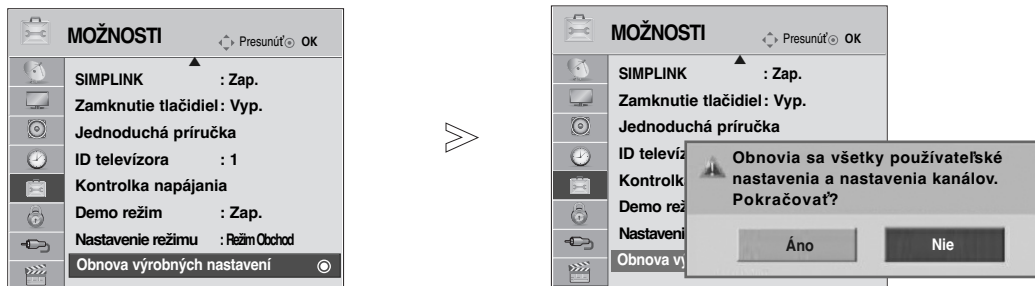 MOŽNOSTI
Presunúť OK
SIMPLINK : Zap.
Zamknutie tlačidiel : Vyp.
Jednoduchá príručka
ID televízora : 1
Kontrolka napájania
Demo režim : Zap.
Nastavenie režimu : Režim Obchod
Obnova výrobných nastavení
MOŽNOSTI
Presunúť OK
SIMPLINK : Zap.
Zamknutie tlačidiel : Vyp.
Jednoduchá príručka
ID televíz
Kontrolk
Demo rež
Nastaveni
Obnova vý
Obnovia sa všetky používateľské
nastavenia a nastavenia kanálov.
Pokračovať?
Áno Nie